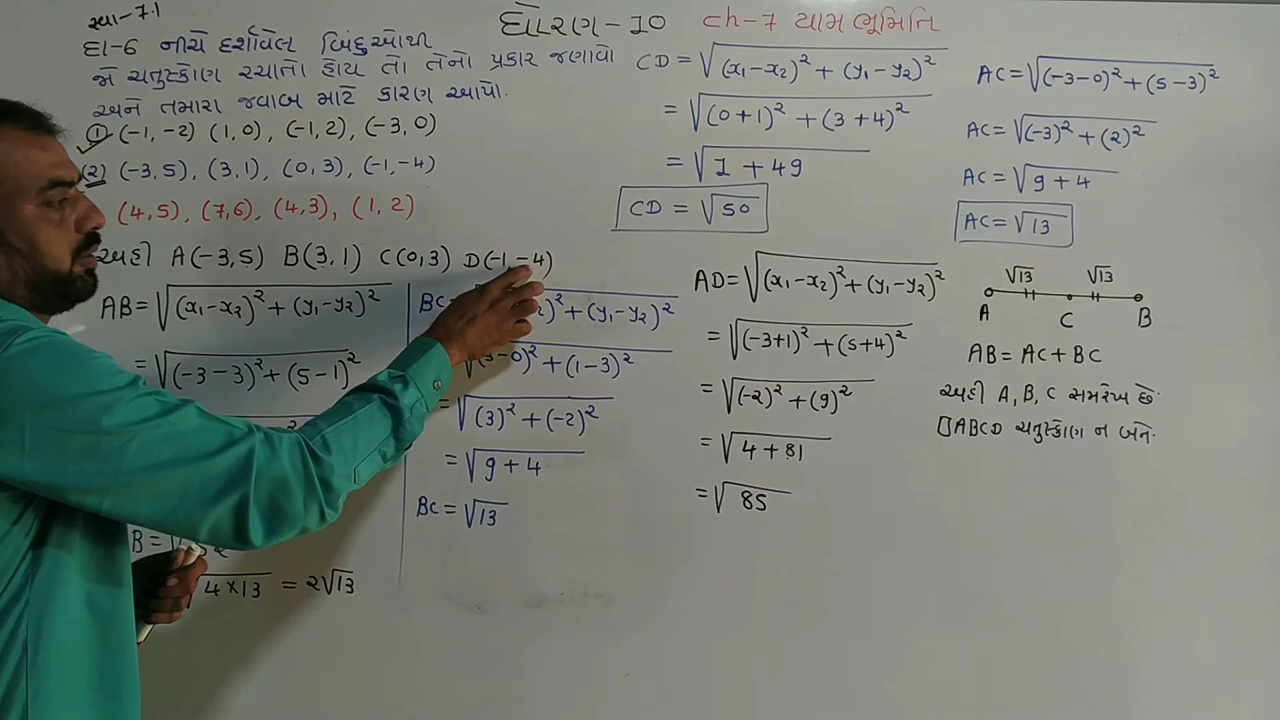 સ્વા-7.1
ધોરણ-10 Ch-7 યામ ભૂમિતિ
દા-6 નીચે દર્શાવેલ બિંદુઓથી
જો ચતુષ્કોણ રચાતો હોય તો તેનો પ્રકાર જણાવો
અને તમારા જવાબ માટે કારણ આપો.
① (-1, -2) (1, 0), (-1, 2), (-3, 0)
(2) (-3, 5), (3, 1), (0, 3), (-1, -4)
(4, 5), (7, 6), (4, 3), (1, 2)
અહીં A(-3, 5) B(3, 1) C(0, 3) D(-1, -4)
AB = √((x₁-x₂)² + (y₁-y₂)²)
= √((-3-3)² + (5-1)²)
√(4×13) = 2√13
BC
)² + (y₁-y₂)²
)² + (1-3)²
= √((3)² + (-2)²)
= √(9+4)
BC = √13
CD = √((x₁-x₂)² + (y₁-y₂)²)
= √((0+1)² + (3+4)²)
= √(1 + 49)
CD = √50
AD = √((x₁-x₂)² + (y₁-y₂)²)
= √((-3+1)² + (5+4)²)
= √((-2)² + (9)²)
= √(4+81)
= √85
AC = √((-3-0)² + (5-3)²)
AC = √((-3)² + (2)²)
AC = √(9+4)
AC = √13
√13 √13
A C B
AB = AC + BC
અહીં A, B, C સમરેખ છે.
□ABCD ચતુષ્કોણ ન બને.